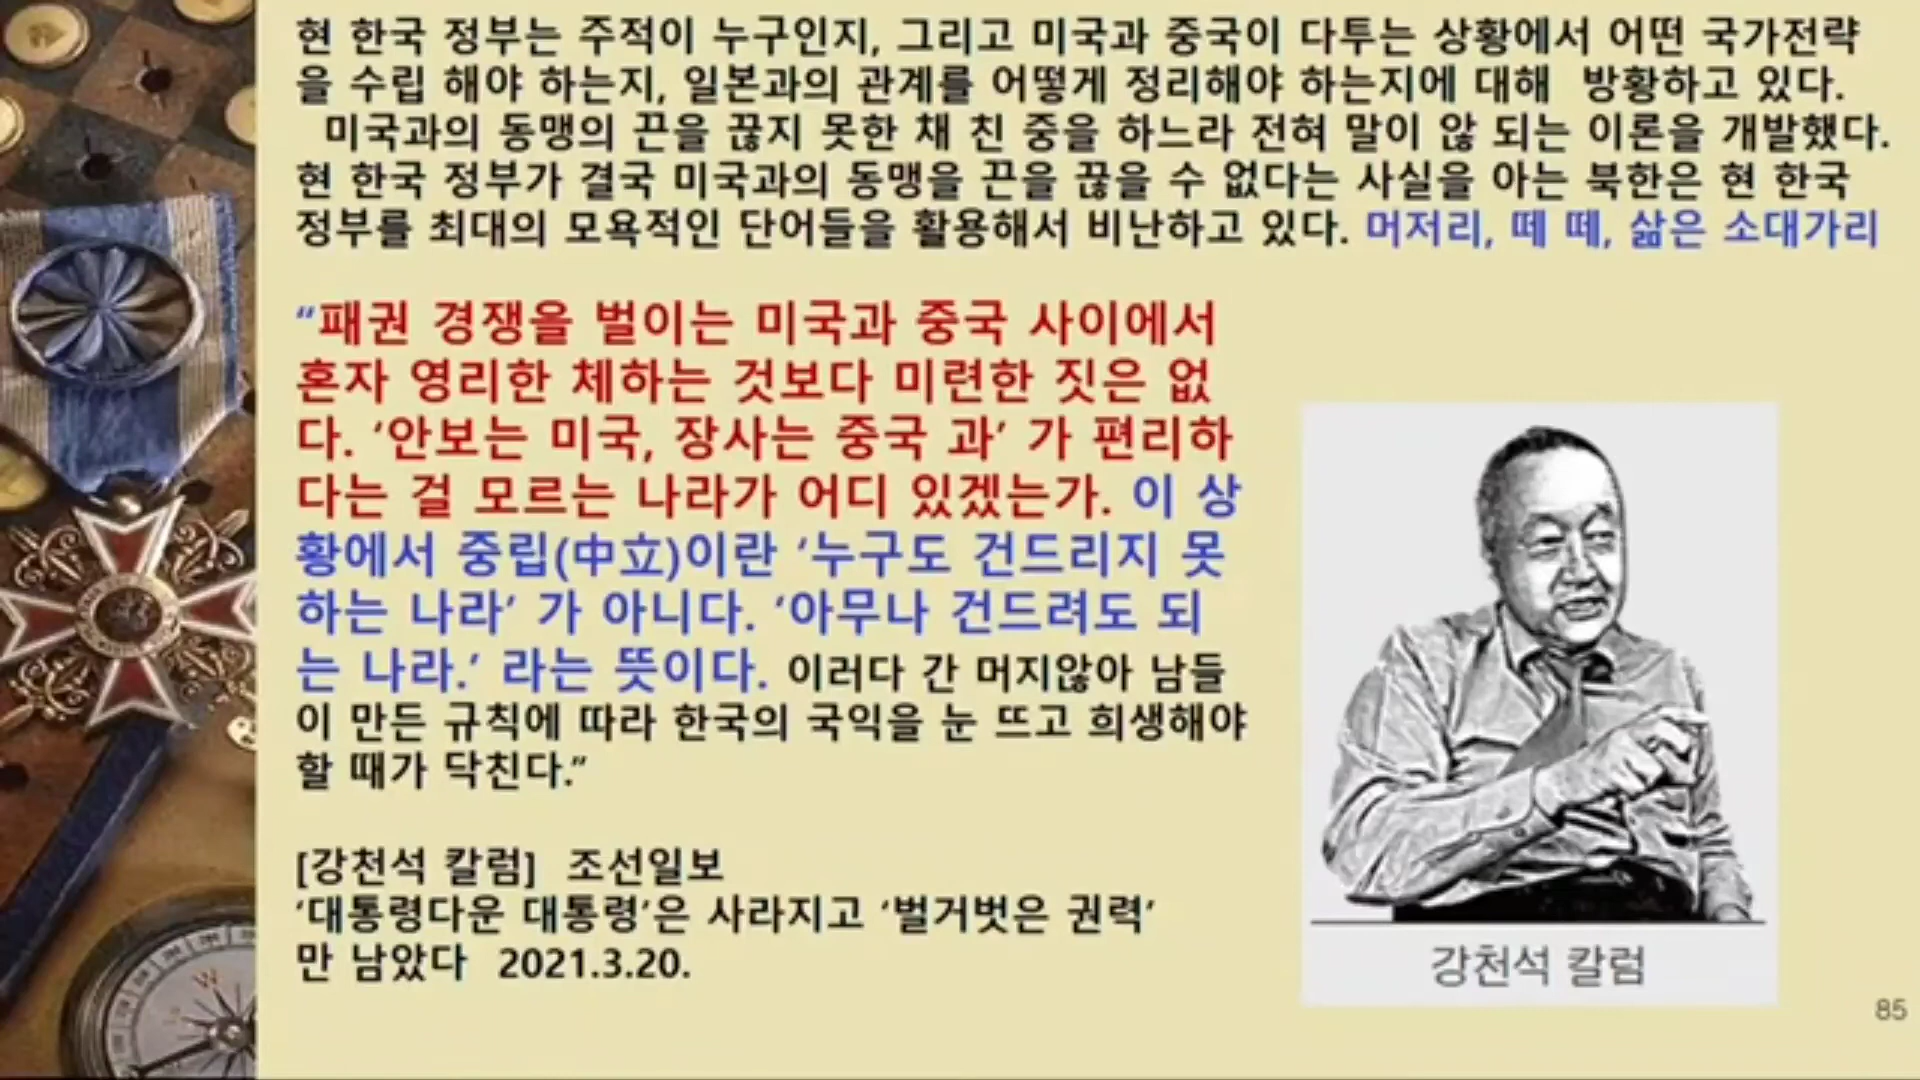 현 한국 정부는 주적이 누구인지, 그리고 미국과 중국이 다투는 상황에서 어떤 국가전략
을 수립 해야 하는지, 일본과의 관계를 어떻게 정리해야 하는지에 대해 방황하고 있다.
미국과의 동맹의 끈을 끊지 못한 채 친 중을 하느라 전혀 말이 않 되는 이론을 개발했다.
현 한국 정부가 결국 미국과의 동맹을 끈을 끊을 수 없다는 사실을 아는 북한은 현 한국
정부를 최대의 모욕적인 단어들을 활용해서 비난하고 있다. 머저리, 떼 떼, 삶은 소대가리
“패권 경쟁을 벌이는 미국과 중국 사이에서
혼자 영리한 체하는 것보다 미련한 짓은 없
다. ‘안보는 미국, 장사는 중국 과’ 가 편리하
다는 걸 모르는 나라가 어디 있겠는가. 이 상
황에서 중립(中立)이란 ‘누구도 건드리지 못
하는 나라’ 가 아니다. ‘아무나 건드려도 되
는 나라.’ 라는 뜻이다. 이러다 간 머지않아 남들
이 만든 규칙에 따라 한국의 국익을 눈 뜨고 희생해야
할 때가 닥친다.”
[강천석 칼럼] 조선일보
‘대통령다운 대통령’은 사라지고 ‘벌거벗은 권력’
만 남았다 2021.3.20.
강천석 칼럼
85
W